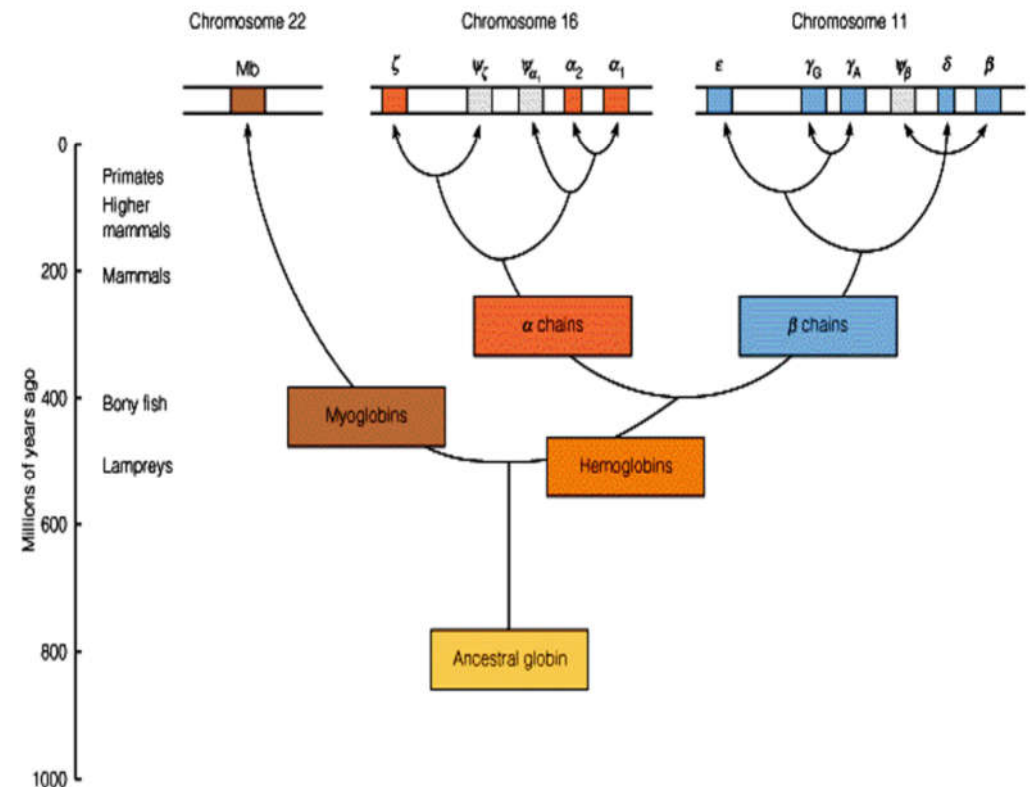 Chromosome 22
Chromosome 16
Chromosome 11
Mb
ζ
ψζ
ψα1
α2
α1
ε
γG
γA
ψβ
δ
β
0
Primates
Higher
mammals
200
Mammals
α chains
β chains
400
Bony fish
Myoglobins
Lampreys
Hemoglobins
600
800
Ancestral globin
1000
Millions of years ago